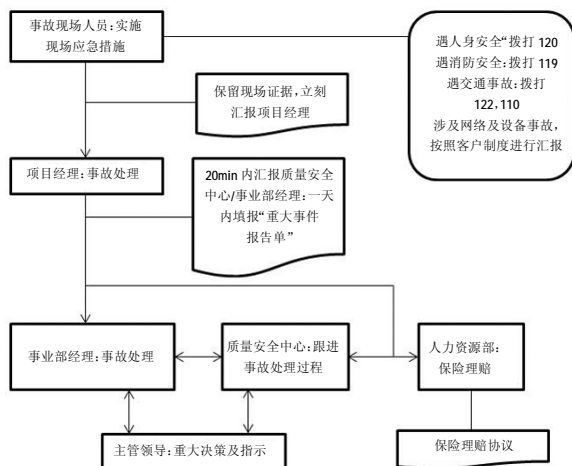 事故现场人员:实施
现场应急措施
遇人身安全“拨打 120
遇消防安全:拨打 119
遇交通事故:拨打
122,110
涉及网络及设备事故,
按照客户制度进行汇报
保留现场证据,立刻
汇报项目经理
项目经理:事故处理
20min 内汇报质量安全
中心/事业部经理:一天
内填报“重大事件
报告单”
事业部经理:事故处理
质量安全中心:跟进
事故处理过程
人力资源部:
保险理赔
主管领导:重大决策及指示
保险理赔协议